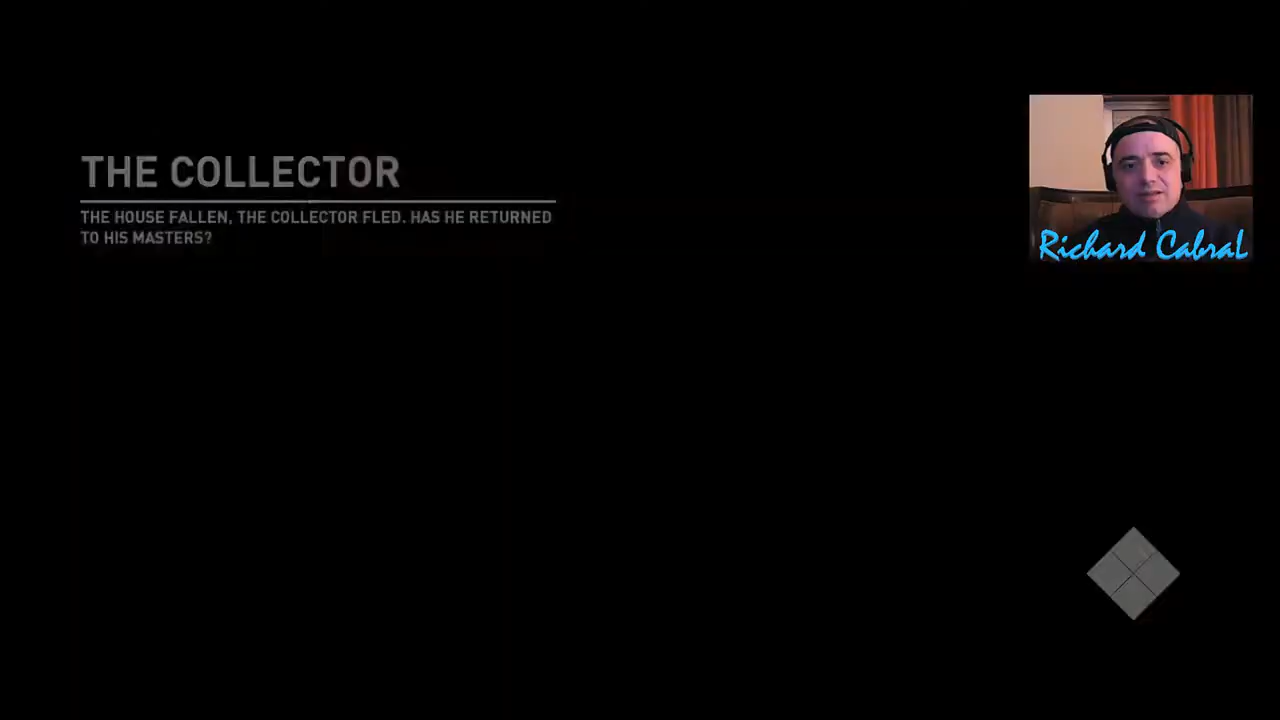 THE COLLECTOR
THE HOUSE FALLEN, THE COLLECTOR FLED. HAS HE RETURNED
TO HIS MASTERS?
Richard Cabral